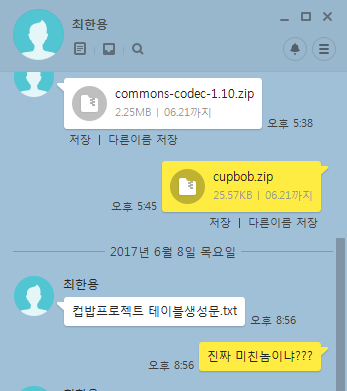 최한용
commons-codec-1.10.zip
2.25MB | 06.21까지
오후 5:38
저장 | 다른이름 저장
cupbob.zip
25.57KB | 06.21까지
오후 5:45
저장 | 다른이름 저장
2017년 6월 8일 목요일
최한용
컵밥프로젝트 테이블생성문.txt
오후 8:56
진짜 미친놈이냐???
오후 8:56